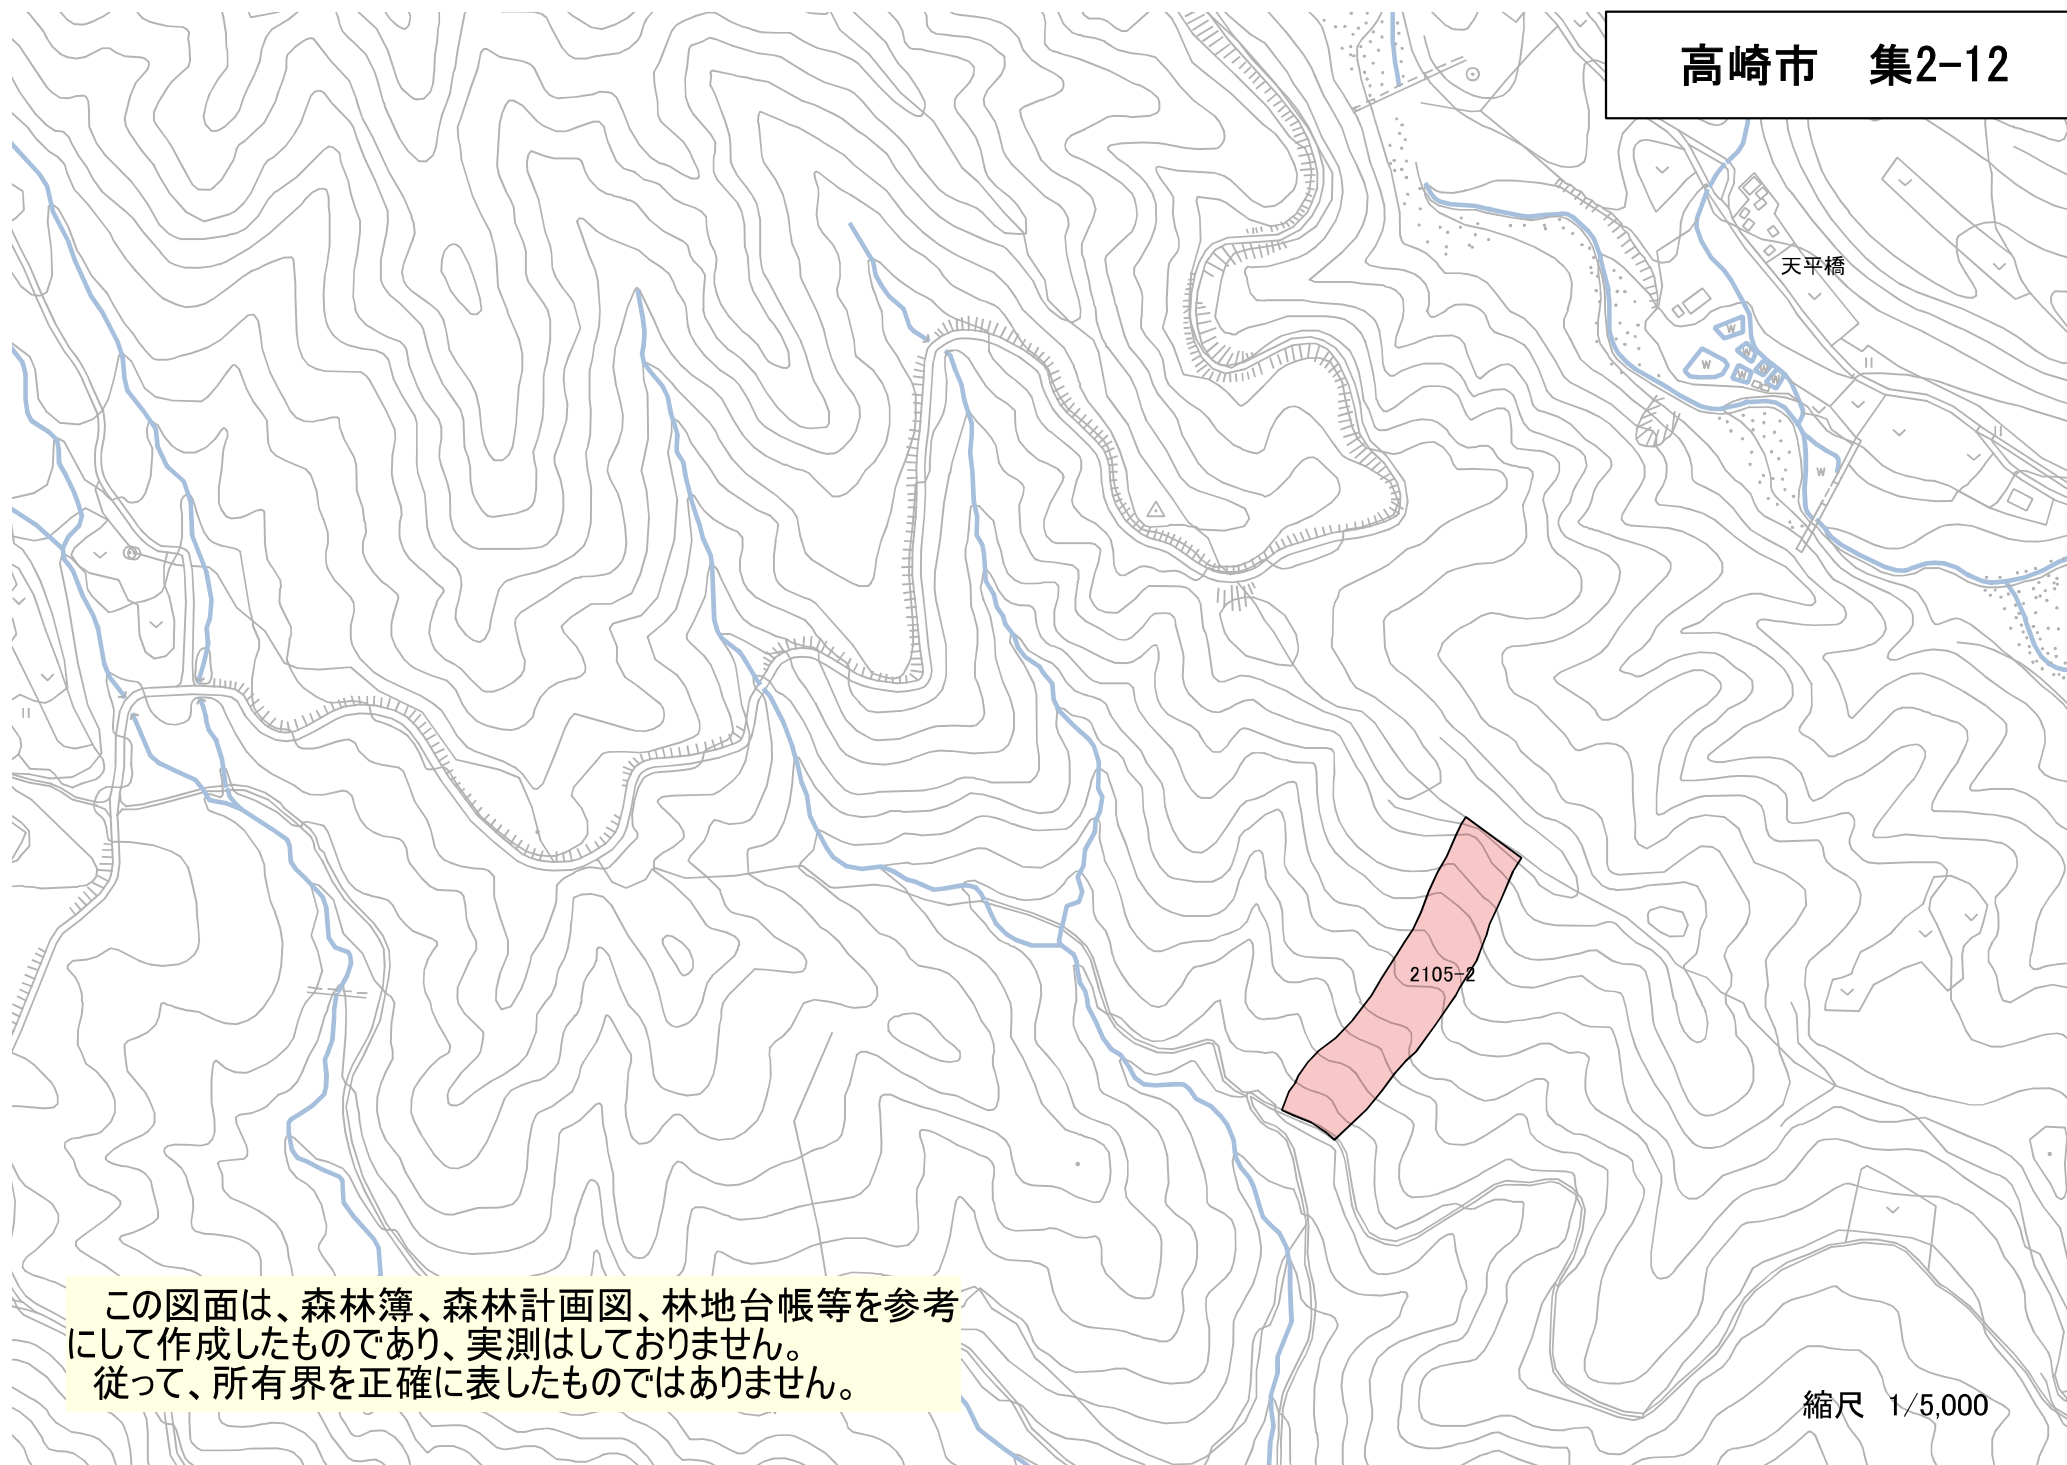 高崎市　集2-12
天平橋
W
W
W
W
W
W
W
2105-2
この図面は、森林簿、森林計画図、林地台帳等を参考
にして作成したものであり、実測はしておりません。
従って、所有界を正確に表したものではありません。
縮尺　1/5,000